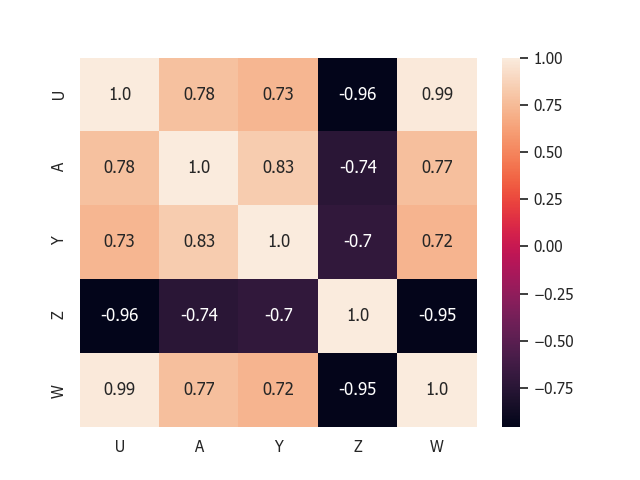 U 1.0 0.78 0.73 -0.96 0.99
A 0.78 1.0 0.83 -0.74 0.77
Y 0.73 0.83 1.0 -0.7 0.72
Z -0.96 -0.74 -0.7 1.0 -0.95
W 0.99 0.77 0.72 -0.95 1.0
U A Y Z W
1.00
0.75
0.50
0.25
0.00
−0.25
−0.50
−0.75